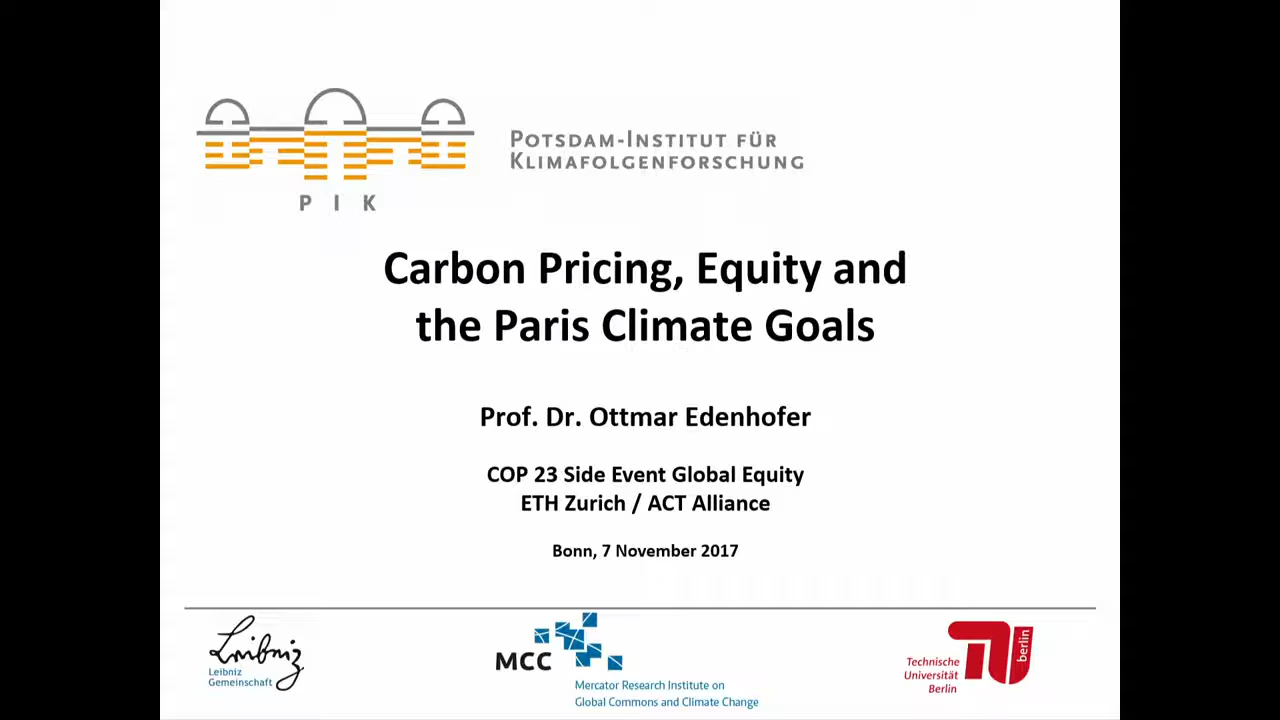 POTSDAM-INSTITUT FÜR
KLIMAFOLGENFORSCHUNG
PIK
Carbon Pricing, Equity and
the Paris Climate Goals
Prof. Dr. Ottmar Edenhofer
COP 23 Side Event Global Equity
ETH Zurich / ACT Alliance
Bonn, 7 November 2017
Leibniz
Leibniz
Gemeinschaft
MCC
Mercator Research Institute on
Global Commons and Climate Change
Technische
Universität
Berlin
berlin